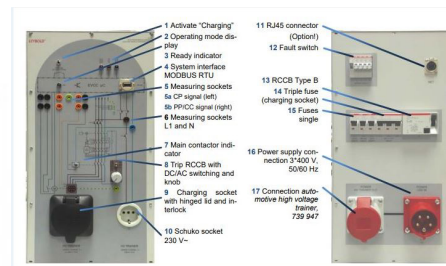 1 Activate "Charging"
2 Operating mode dis-
play
3 Ready indicator
4 System interface
MODBUS RTU
5 Measuring sockets
5a CP signal (left)
5b PP/CC signal (right)
6 Measuring sockets
L1 and N
7 Main contactor indi-
cator
8 Trip RCCB with
DC/AC switching and
knob
9 Charging socket
with hinged lid and in-
terlock
10 Schuko socket
230 V~
11 RJ45 connector
(Option!)
12 Fault switch
13 RCCB Type B
14 Triple fuse
(charging socket)
15 Fuses
single
16 Power supply con-
nection 3*400 V,
50/60 Hz
17 Connection auto-
motive high voltage
trainer,
739 947